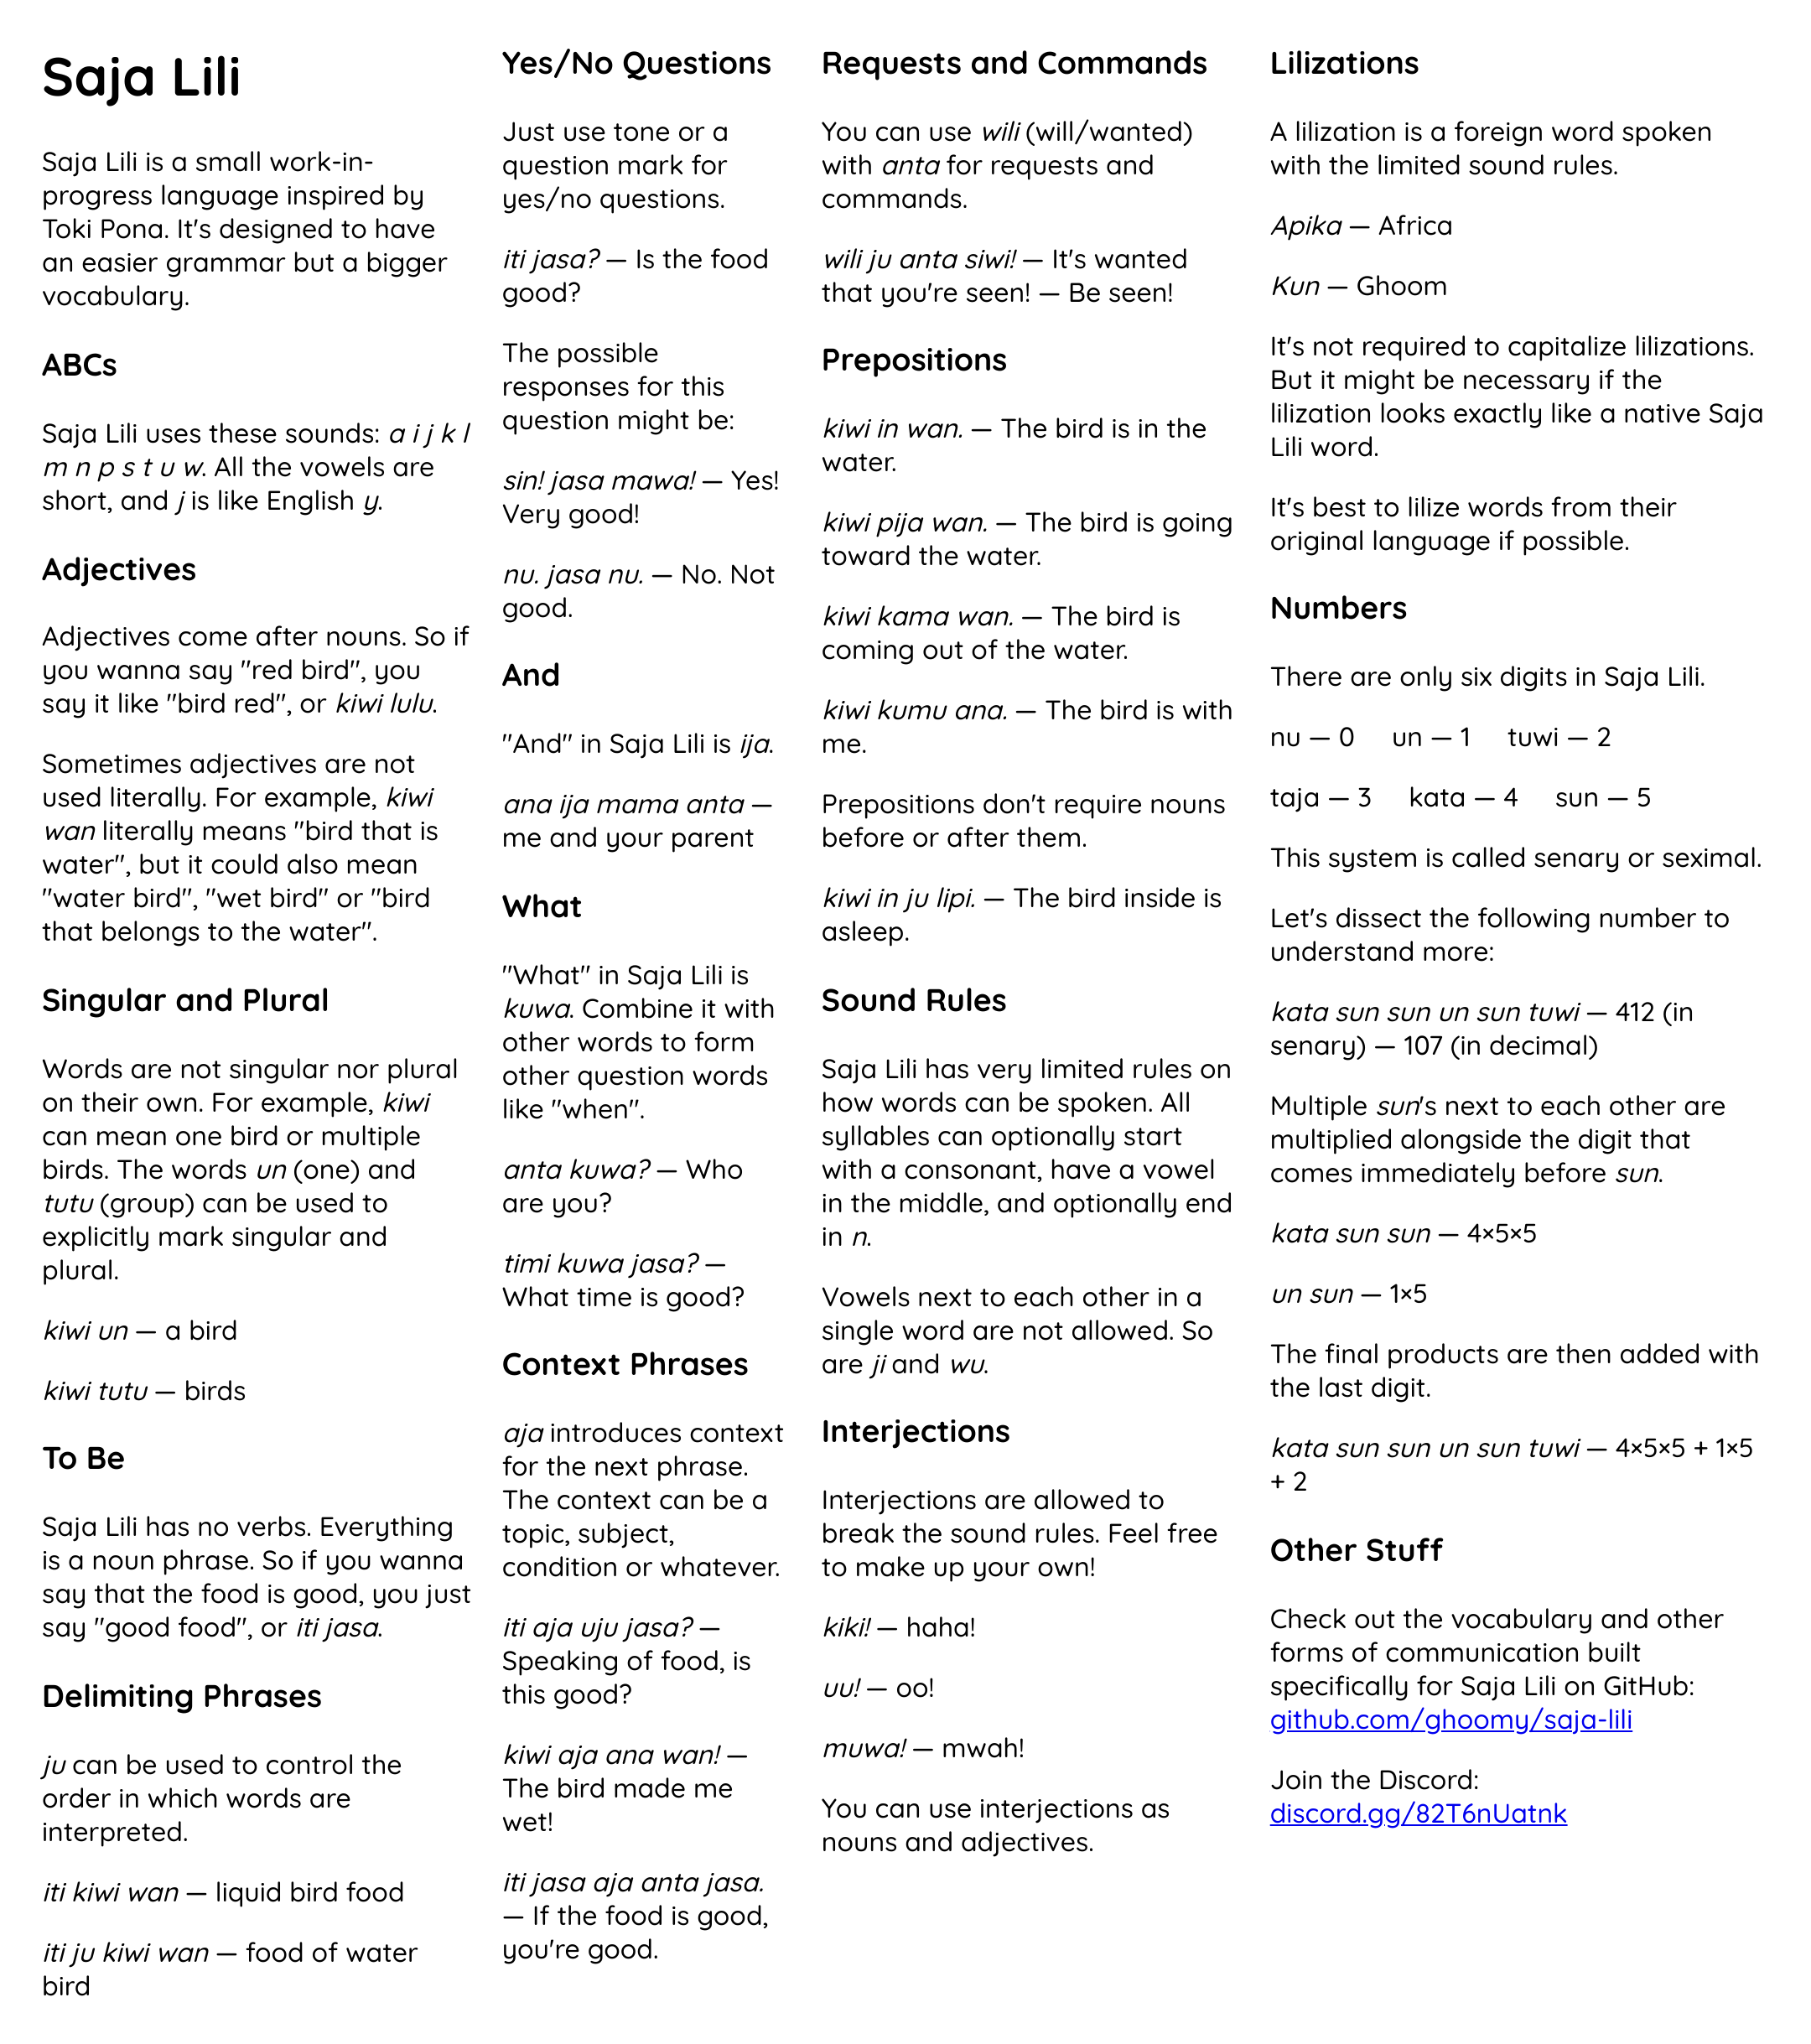 Saja Lili
Saja Lili is a small work-in-
progress language inspired by
Toki Pona. It's designed to have
an easier grammar but a bigger
vocabulary.
ABCs
Saja Lili uses these sounds: a i j k l
m n p s t u w. All the vowels are
short, and j is like English y.
Adjectives
Adjectives come after nouns. So if
you wanna say "red bird", you
say it like "bird red", or kiwi lulu.
Sometimes adjectives are not
used literally. For example, kiwi
wan literally means "bird that is
water", but it could also mean
"water bird", "wet bird" or "bird
that belongs to the water".
Singular and Plural
Words are not singular nor plural
on their own. For example, kiwi
can mean one bird or multiple
birds. The words un (one) and
tutu (group) can be used to
explicitly mark singular and
plural.
kiwi un — a bird
kiwi tutu — birds
To Be
Saja Lili has no verbs. Everything
is a noun phrase. So if you wanna
say that the food is good, you just
say "good food", or iti jasa.
Delimiting Phrases
ju can be used to control the
order in which words are
interpreted.
iti kiwi wan — liquid bird food
iti ju kiwi wan — food of water
bird
Yes/No Questions
Just use tone or a
question mark for
yes/no questions.
iti jasa? — Is the food
good?
The possible
responses for this
question might be:
sin! jasa mawa! — Yes!
Very good!
nu. jasa nu. — No. Not
good.
And
"And" in Saja Lili is ija.
ana ija mama anta —
me and your parent
What
"What" in Saja Lili is
kuwa. Combine it with
other words to form
other question words
like "when".
anta kuwa? — Who
are you?
timi kuwa jasa? —
What time is good?
Context Phrases
aja introduces context
for the next phrase.
The context can be a
topic, subject,
condition or whatever.
iti aja uju jasa? —
Speaking of food, is
this good?
kiwi aja ana wan! —
The bird made me
wet!
iti jasa aja anta jasa.
— If the food is good,
you're good.
Requests and Commands
You can use wili (will/wanted)
with anta for requests and
commands.
wili ju anta siwi! — It's wanted
that you're seen! — Be seen!
Prepositions
kiwi in wan. — The bird is in the
water.
kiwi pija wan. — The bird is going
toward the water.
kiwi kama wan. — The bird is
coming out of the water.
kiwi kumu ana. — The bird is with
me.
Prepositions don't require nouns
before or after them.
kiwi in ju lipi. — The bird inside is
asleep.
Sound Rules
Saja Lili has very limited rules on
how words can be spoken. All
syllables can optionally start
with a consonant, have a vowel
in the middle, and optionally end
in n.
Vowels next to each other in a
single word are not allowed. So
are ji and wu.
Interjections
Interjections are allowed to
break the sound rules. Feel free
to make up your own!
kiki! — haha!
uu! — oo!
muwa! — mwah!
You can use interjections as
nouns and adjectives.
Lilizations
A lilization is a foreign word spoken
with the limited sound rules.
Apika — Africa
Kun — Ghoom
It's not required to capitalize lilizations.
But it might be necessary if the
lilization looks exactly like a native Saja
Lili word.
It's best to lilize words from their
original language if possible.
Numbers
There are only six digits in Saja Lili.
nu — 0 un — 1 tuwi — 2
taja — 3 kata — 4 sun — 5
This system is called senary or seximal.
Let's dissect the following number to
understand more:
kata sun sun un sun tuwi — 412 (in
senary) — 107 (in decimal)
Multiple sun's next to each other are
multiplied alongside the digit that
comes immediately before sun.
kata sun sun — 4×5×5
un sun — 1×5
The final products are then added with
the last digit.
kata sun sun un sun tuwi — 4×5×5 + 1×5
+ 2
Other Stuff
Check out the vocabulary and other
forms of communication built
specifically for Saja Lili on GitHub:
github.com/ghoomy/saja-lili
Join the Discord:
discord.gg/82T6nUatnk